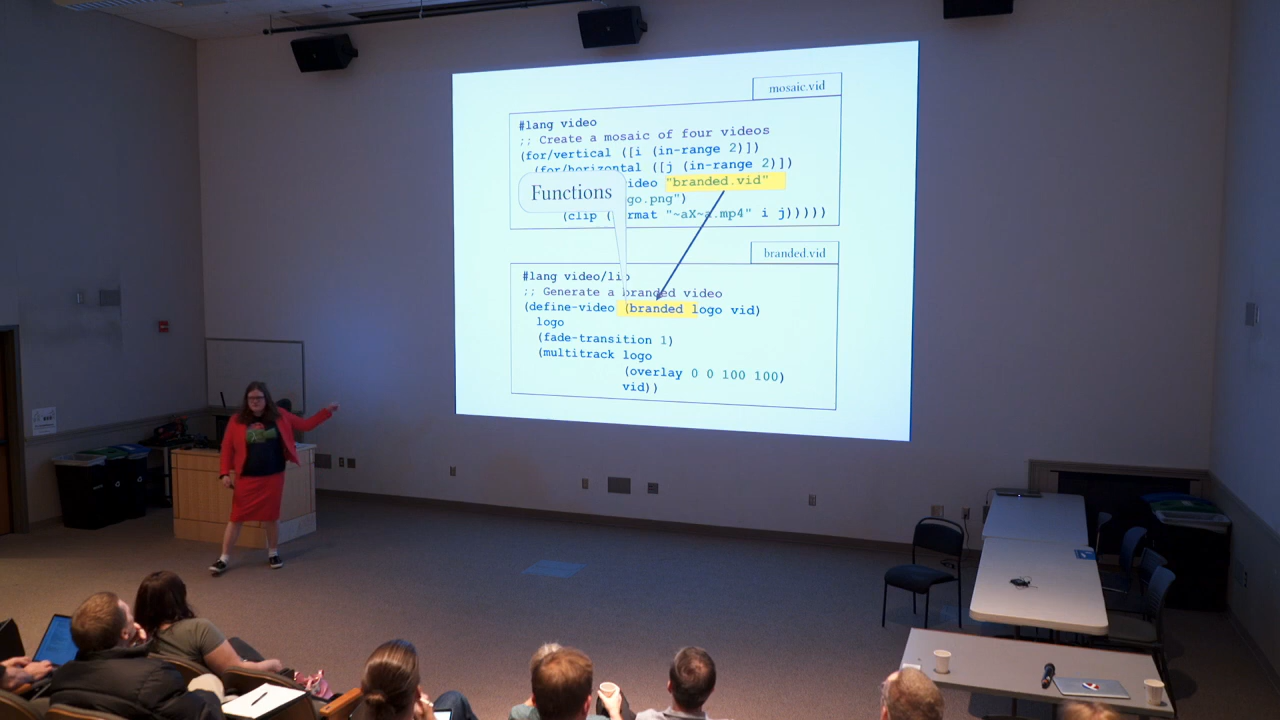 mosaic.vid
#lang video
;; Create a mosaic of four videos
(for/vertical ([i (in-range 2)])
(for/horizontal ([j (in-range 2)])
ideo "branded.vid"
Functions
go.png")
(clip (format "~aX~a.mp4" i j)))))
branded.vid
#lang video/lib
;; Generate a branded video
(define-video (branded logo vid)
logo
(fade-transition 1)
(multitrack logo
(overlay 0 0 100 100)
vid))